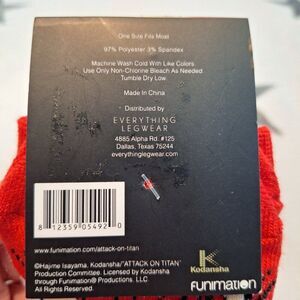 One Size Fits Most
97% Polyester 3% Spandex
Machine Wash Cold With Like Colors
Use Only Non-Chlorine Bleach As Needed
Tumble Dry Low
Made In China
Distributed by
EVERYTHING
LEGWEAR
4885 Alpha Rd. #125
Dallas, Texas 75244
everythinglegwear.com
8 12359 05492 0
www.funimation.com/attack-on-titan
K
Kodansha
©Hajime Isayama, Kodansha/"ATTACK ON TITAN"
Production Committee. Licensed by Kodansha
through Funimation® Productions, LLC.
All Rights Reserved.
FUNIMATION